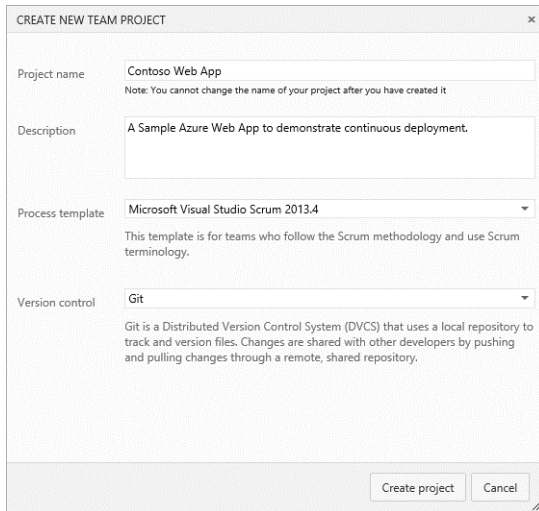 CREATE NEW TEAM PROJECT
Project name
Contoso Web App
Note: You cannot change the name of your project after you have created it
Description
A Sample Azure Web App to demonstrate continuous deployment.
Process template
Microsoft Visual Studio Scrum 2013.4
This template is for teams who follow the Scrum methodology and use Scrum
terminology.
Version control
Git
Git is a Distributed Version Control System (DVCS) that uses a local repository to
track and version files. Changes are shared with other developers by pushing
and pulling changes through a remote, shared repository.
Create project
Cancel